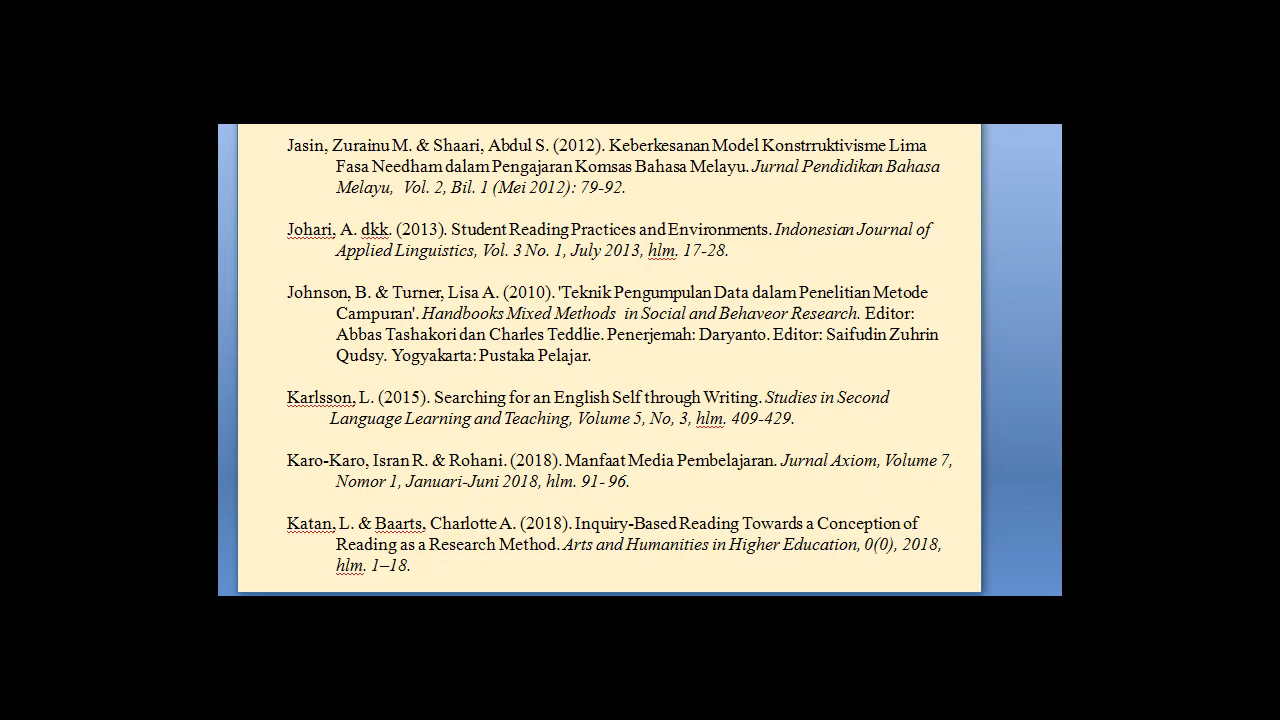 Jasin, Zurainu M. & Shaari, Abdul S. (2012). Keberkesanan Model Konstrruktivisme Lima
Fasa Needham dalam Pengajaran Komsas Bahasa Melayu. Jurnal Pendidikan Bahasa
Melayu, Vol. 2, Bil. 1 (Mei 2012): 79-92.
Johari, A. dkk. (2013). Student Reading Practices and Environments. Indonesian Journal of
Applied Linguistics, Vol. 3 No. 1, July 2013, hlm. 17-28.
Johnson, B. & Turner, Lisa A. (2010). 'Teknik Pengumpulan Data dalam Penelitian Metode
Campuran'. Handbooks Mixed Methods in Social and Behaveor Research. Editor:
Abbas Tashakori dan Charles Teddlie. Penerjemah: Daryanto. Editor: Saifudin Zuhrin
Qudsy. Yogyakarta: Pustaka Pelajar.
Karlsson, L. (2015). Searching for an English Self through Writing. Studies in Second
Language Learning and Teaching, Volume 5, No, 3, hlm. 409-429.
Karo-Karo, Isran R. & Rohani. (2018). Manfaat Media Pembelajaran. Jurnal Axiom, Volume 7,
Nomor 1, Januari-Juni 2018, hlm. 91- 96.
Katan, L. & Baarts, Charlotte A. (2018). Inquiry-Based Reading Towards a Conception of
Reading as a Research Method. Arts and Humanities in Higher Education, 0(0), 2018,
hlm. 1–18.